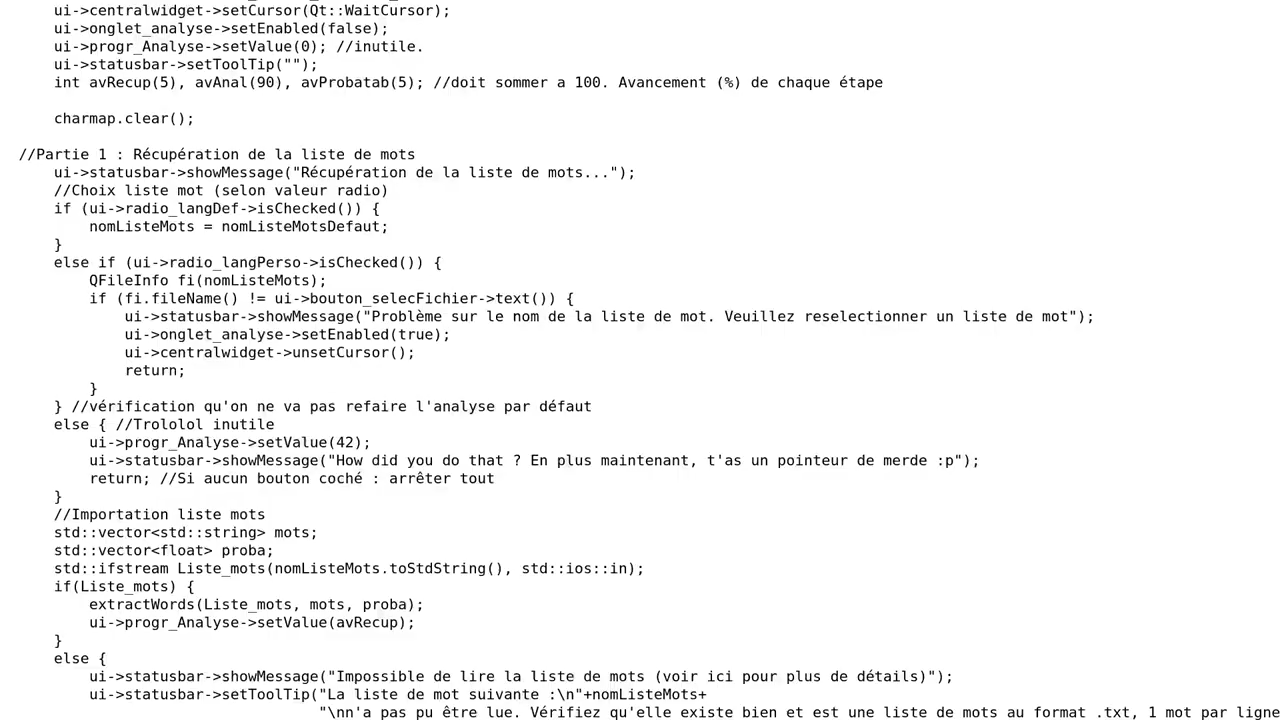 ui->centralwidget->setCursor(Qt::WaitCursor);
ui->onglet_analyse->setEnabled(false);
ui->progr_Analyse->setValue(0); //inutile.
ui->statusbar->setToolTip("");
int avRecup(5), avAnal(90), avProbatab(5); //doit sommer a 100. Avancement (%) de chaque étape
charmap.clear();
//Partie 1 : Récupération de la liste de mots
ui->statusbar->showMessage("Récupération de la liste de mots...");
//Choix liste mot (selon valeur radio)
if (ui->radio_langDef->isChecked()) {
nomListeMots = nomListeMotsDefaut;
}
else if (ui->radio_langPerso->isChecked()) {
QFileInfo fi(nomListeMots);
if (fi.fileName() != ui->bouton_selecFichier->text()) {
ui->statusbar->showMessage("Problème sur le nom de la liste de mot. Veuillez reselectionner un liste de mot");
ui->onglet_analyse->setEnabled(true);
ui->centralwidget->unsetCursor();
return;
}
} //vérification qu'on ne va pas refaire l'analyse par défaut
else { //Trololol inutile
ui->progr_Analyse->setValue(42);
ui->statusbar->showMessage("How did you do that ? En plus maintenant, t'as un pointeur de merde :p");
return; //Si aucun bouton coché : arrêter tout
}
//Importation liste mots
std::vector<std::string> mots;
std::vector<float> proba;
std::ifstream Liste_mots(nomListeMots.toStdString(), std::ios::in);
if(Liste_mots) {
extractWords(Liste_mots, mots, proba);
ui->progr_Analyse->setValue(avRecup);
}
else {
ui->statusbar->showMessage("Impossible de lire la liste de mots (voir ici pour plus de détails)");
ui->statusbar->setToolTip("La liste de mot suivante :\n"+nomListeMots+
"\nn'a pas pu être lue. Vérifiez qu'elle existe bien et est une liste de mots au format .txt, 1 mot par ligne